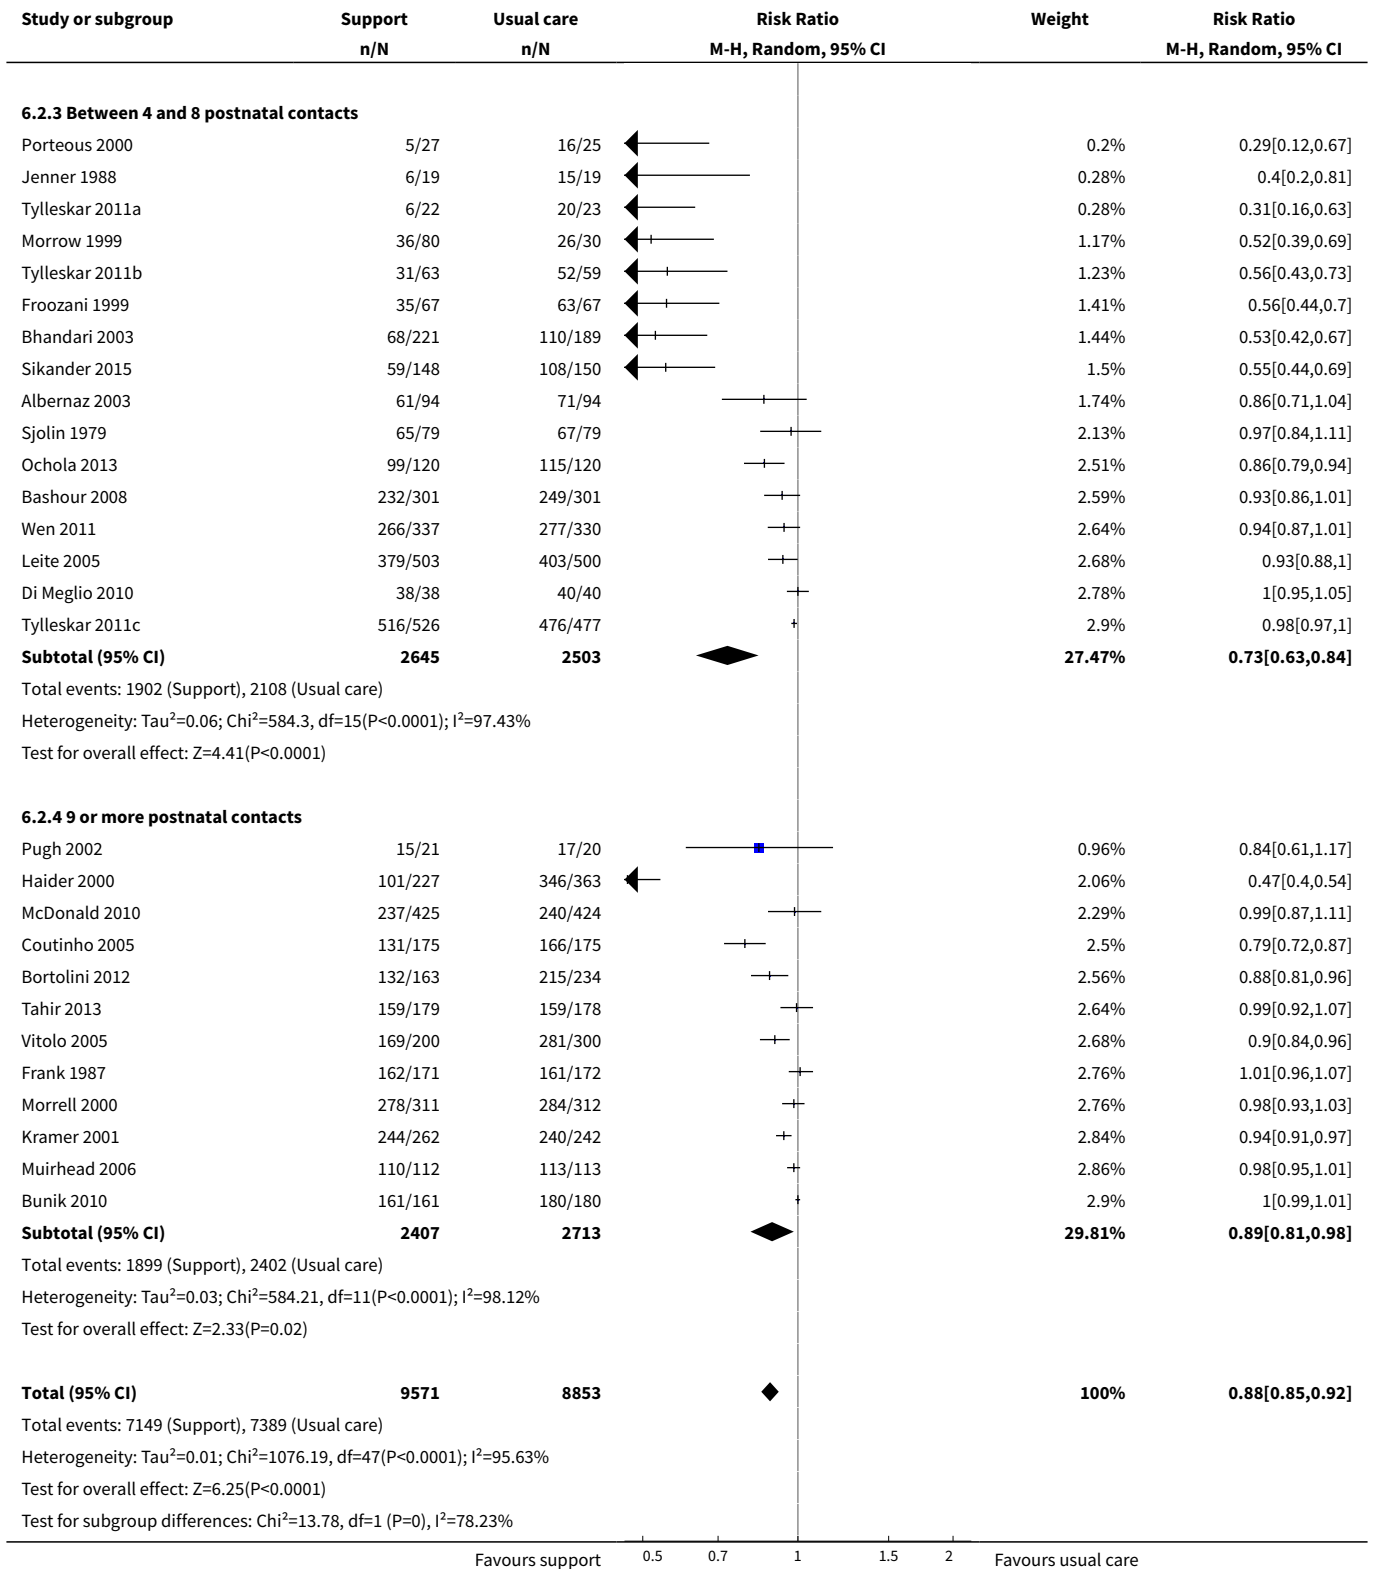 Study or subgroup Support Usual care Risk Ratio Weight Risk Ratio
n/N n/N M-H, Random, 95% CI M-H, Random, 95% CI
6.2.3 Between 4 and 8 postnatal contacts
Porteous 2000 5/27 16/25 0.2% 0.29[0.12,0.67]
Jenner 1988 6/19 15/19 0.28% 0.4[0.2,0.81]
Tylleskar 2011a 6/22 20/23 0.28% 0.31[0.16,0.63]
Morrow 1999 36/80 26/30 1.17% 0.52[0.39,0.69]
Tylleskar 2011b 31/63 52/59 1.23% 0.56[0.43,0.73]
Froozani 1999 35/67 63/67 1.41% 0.56[0.44,0.7]
Bhandari 2003 68/221 110/189 1.44% 0.53[0.42,0.67]
Sikander 2015 59/148 108/150 1.5% 0.55[0.44,0.69]
Albernaz 2003 61/94 71/94 1.74% 0.86[0.71,1.04]
Sjolin 1979 65/79 67/79 2.13% 0.97[0.84,1.11]
Ochola 2013 99/120 115/120 2.51% 0.86[0.79,0.94]
Bashour 2008 232/301 249/301 2.59% 0.93[0.86,1.01]
Wen 2011 266/337 277/330 2.64% 0.94[0.87,1.01]
Leite 2005 379/503 403/500 2.68% 0.93[0.88,1]
Di Meglio 2010 38/38 40/40 2.78% 1[0.95,1.05]
Tylleskar 2011c 516/526 476/477 2.9% 0.98[0.97,1]
Subtotal (95% CI) 2645 2503 27.47% 0.73[0.63,0.84]
Total events: 1902 (Support), 2108 (Usual care)
Heterogeneity: Tau²=0.06; Chi²=584.3, df=15(P<0.0001); I²=97.43%
Test for overall effect: Z=4.41(P<0.0001)
6.2.4 9 or more postnatal contacts
Pugh 2002 15/21 17/20 0.96% 0.84[0.61,1.17]
Haider 2000 101/227 346/363 2.06% 0.47[0.4,0.54]
McDonald 2010 237/425 240/424 2.29% 0.99[0.87,1.11]
Coutinho 2005 131/175 166/175 2.5% 0.79[0.72,0.87]
Bortolini 2012 132/163 215/234 2.56% 0.88[0.81,0.96]
Tahir 2013 159/179 159/178 2.64% 0.99[0.92,1.07]
Vitolo 2005 169/200 281/300 2.68% 0.9[0.84,0.96]
Frank 1987 162/171 161/172 2.76% 1.01[0.96,1.07]
Morrell 2000 278/311 284/312 2.76% 0.98[0.93,1.03]
Kramer 2001 244/262 240/242 2.84% 0.94[0.91,0.97]
Muirhead 2006 110/112 113/113 2.86% 0.98[0.95,1.01]
Bunik 2010 161/161 180/180 2.9% 1[0.99,1.01]
Subtotal (95% CI) 2407 2713 29.81% 0.89[0.81,0.98]
Total events: 1899 (Support), 2402 (Usual care)
Heterogeneity: Tau²=0.03; Chi²=584.21, df=11(P<0.0001); I²=98.12%
Test for overall effect: Z=2.33(P=0.02)
Total (95% CI) 9571 8853 100% 0.88[0.85,0.92]
Total events: 7149 (Support), 7389 (Usual care)
Heterogeneity: Tau²=0.01; Chi²=1076.19, df=47(P<0.0001); I²=95.63%
Test for overall effect: Z=6.25(P<0.0001)
Test for subgroup differences: Chi²=13.78, df=1 (P=0), I²=78.23%
Favours support 0.5 0.7 1 1.5 2 Favours usual care